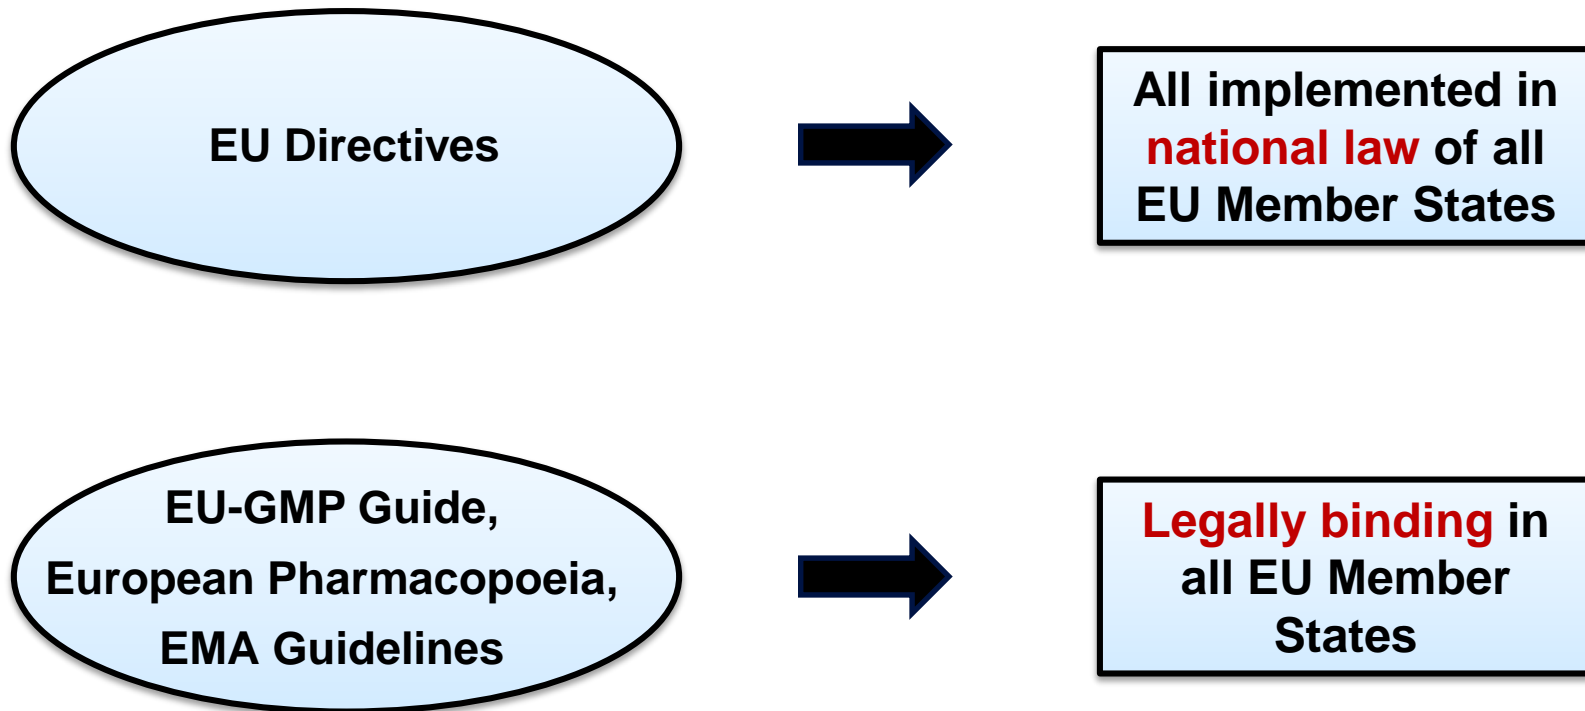 EU Directives
All implemented in
national law of all
EU Member States
EU-GMP Guide,
European Pharmacopoeia,
EMA Guidelines
Legally binding in
all EU Member
States